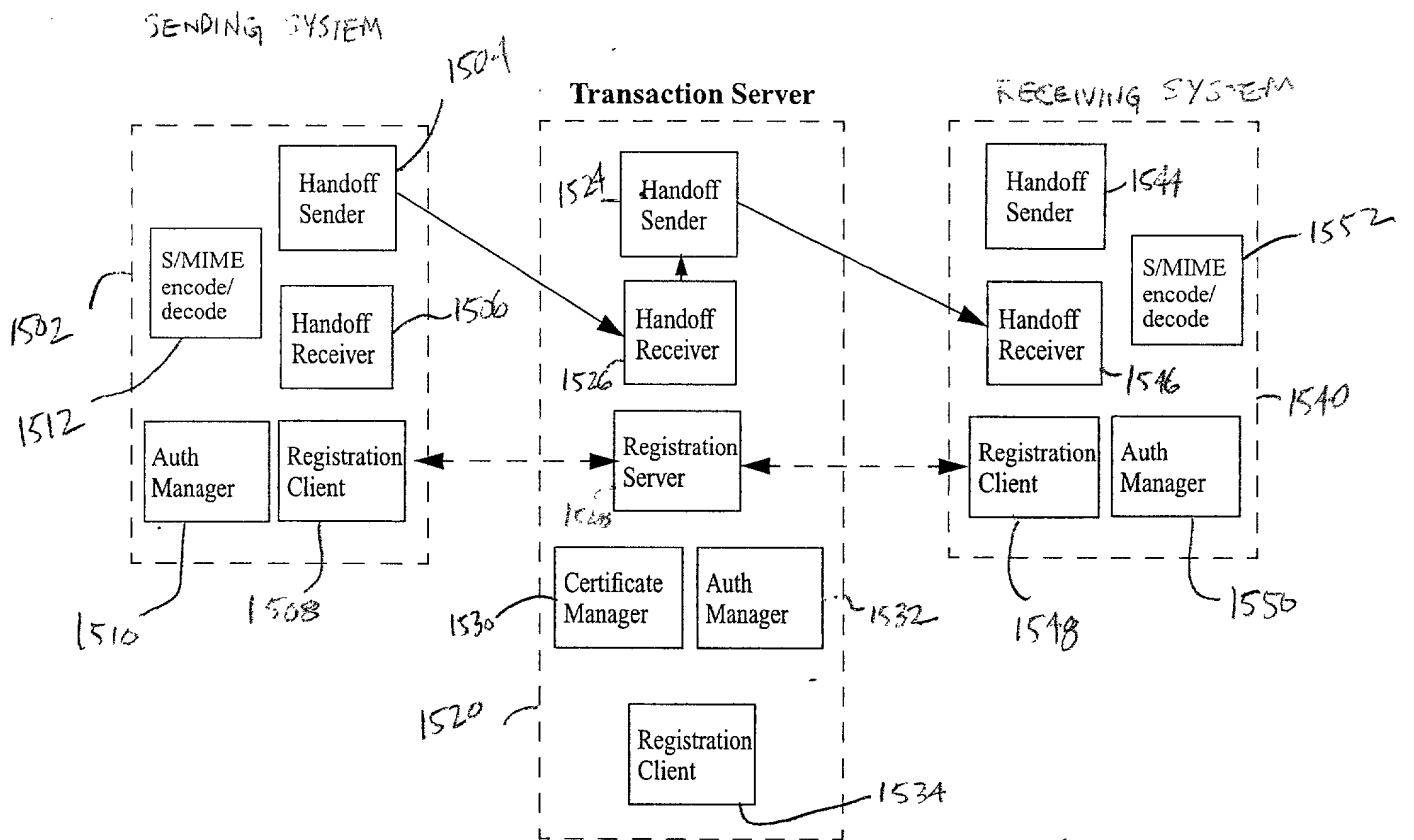 SENDING SYSTEM
1504
Transaction Server
RECEIVING SYSTEM
Handoff
Sender
1524
Handoff
Sender
Handoff
Sender
1544
1552
S/MIME
encode/
decode
S/MIME
encode/
decode
1502
Handoff
Receiver
1506
Handoff
Receiver
1526
Handoff
Receiver
1546
1540
1512
Auth
Manager
Registration
Client
Registration
Server
Registration
Client
Auth
Manager
1510
1508
1548
1550
Certificate
Manager
1530
Auth
Manager
1532
1520
Registration
Client
1534